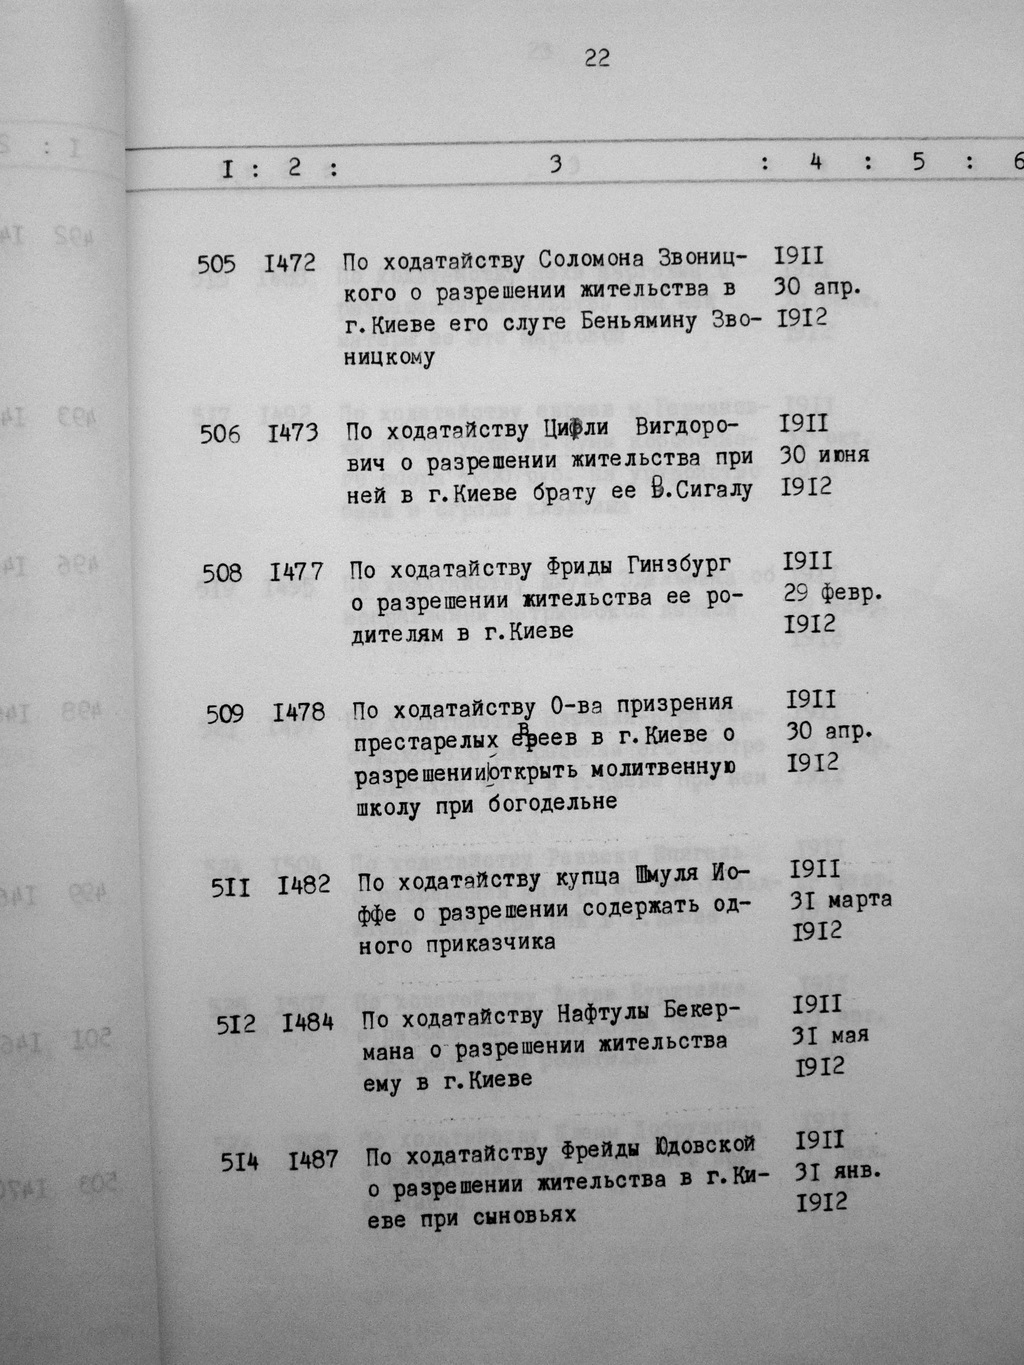 22
I : 2 : 3 : 4 : 5 : 6
505 I472 По ходатайству Соломона Звониц- I9II
кого о разрешении жительства в 30 апр.
г.Киеве его слуге Беньямину Зво- I9I2
ницкому
506 I473 По ходатайству Цифли Вигдоро- I9II
вич о разрешении жительства при 30 июня
ней в г.Киеве брату ее В.Сигалу I9I2
508 I477 По ходатайству Фриды Гинзбург I9II
о разрешении жительства ее ро- 29 февр.
дителям в г.Киеве I9I2
509 I478 По ходатайству О-ва призрения I9II
престарелых евреев в г.Киеве о 30 апр.
разрешении открыть молитвенную I9I2
школу при богодельне
5II I482 По ходатайству купца Шмуля Ио- I9II
ффе о разрешении содержать од- 3I марта
ного приказчика I9I2
5I2 I484 По ходатайству Нафтулы Бекер- I9II
мана о разрешении жительства 3I мая
ему в г.Киеве I9I2
5I4 I487 По ходатайству Фрейды Юдовской I9II
о разрешении жительства в г.Ки- 3I янв.
еве при сыновьях I9I2